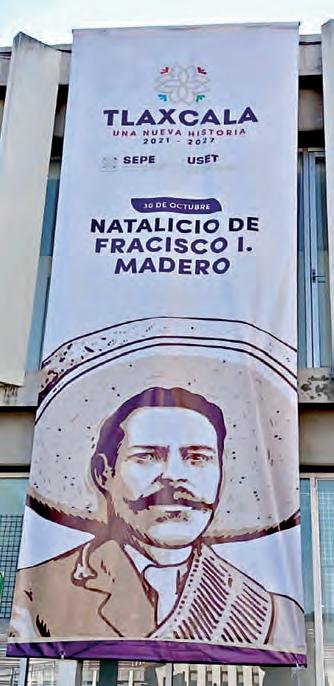 TLAXCALA
UNA NUEVA HISTORIA
2021 - 2027
SEPE USET
30 DE OCTUBRE
NATALICIO DE
FRACISCO I.
MADERO